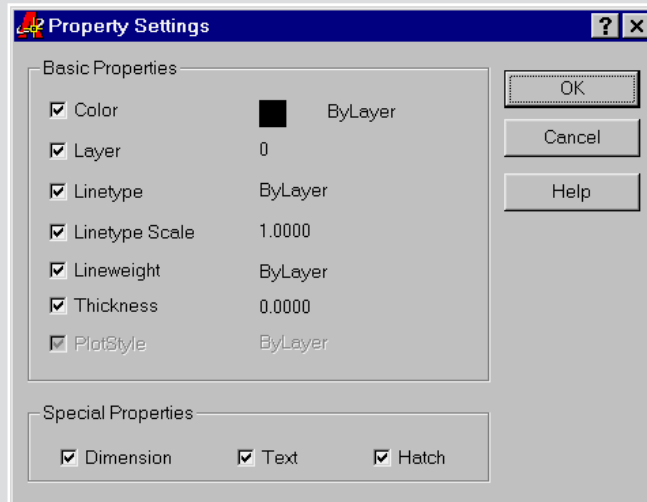 Property Settings
Basic Properties
Color ByLayer
Layer 0
Linetype ByLayer
Linetype Scale 1.0000
Lineweight ByLayer
Thickness 0.0000
PlotStyle ByLayer
Special Properties
Dimension Text Hatch
OK
Cancel
Help